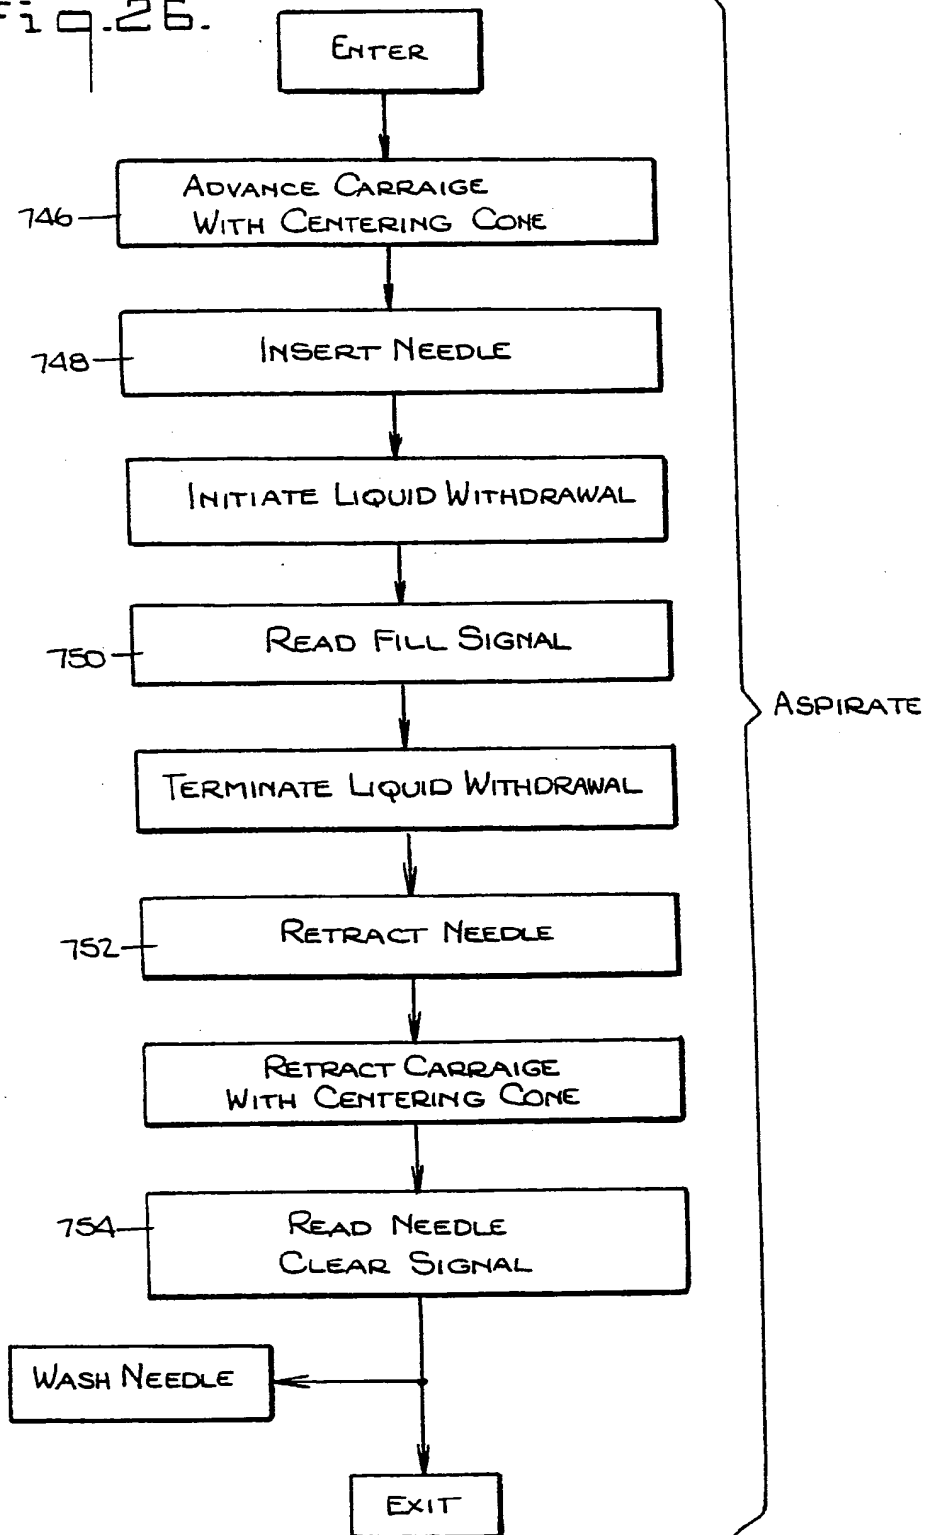 Fig.26.
ENTER
746
ADVANCE CARRAIGE
WITH CENTERING CONE
748
INSERT NEEDLE
INITIATE LIQUID WITHDRAWAL
750
READ FILL SIGNAL
ASPIRATE
TERMINATE LIQUID WITHDRAWAL
752
RETRACT NEEDLE
RETRACT CARRAIGE
WITH CENTERING CONE
754
READ NEEDLE
CLEAR SIGNAL
WASH NEEDLE
EXIT